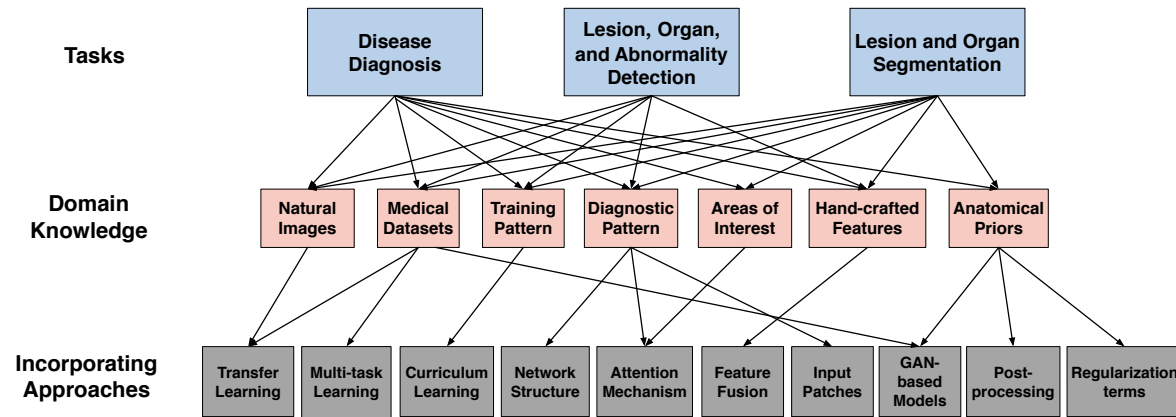 Tasks
Disease
Diagnosis
Lesion, Organ,
and Abnormality
Detection
Lesion and Organ
Segmentation
Domain
Knowledge
Natural
Images
Medical
Datasets
Training
Pattern
Diagnostic
Pattern
Areas of
Interest
Hand-crafted
Features
Anatomical
Priors
Incorporating
Approaches
Transfer
Learning
Multi-task
Learning
Curriculum
Learning
Network
Structure
Attention
Mechanism
Feature
Fusion
Input
Patches
GAN-
based
Models
Post-
processing
Regularization
terms